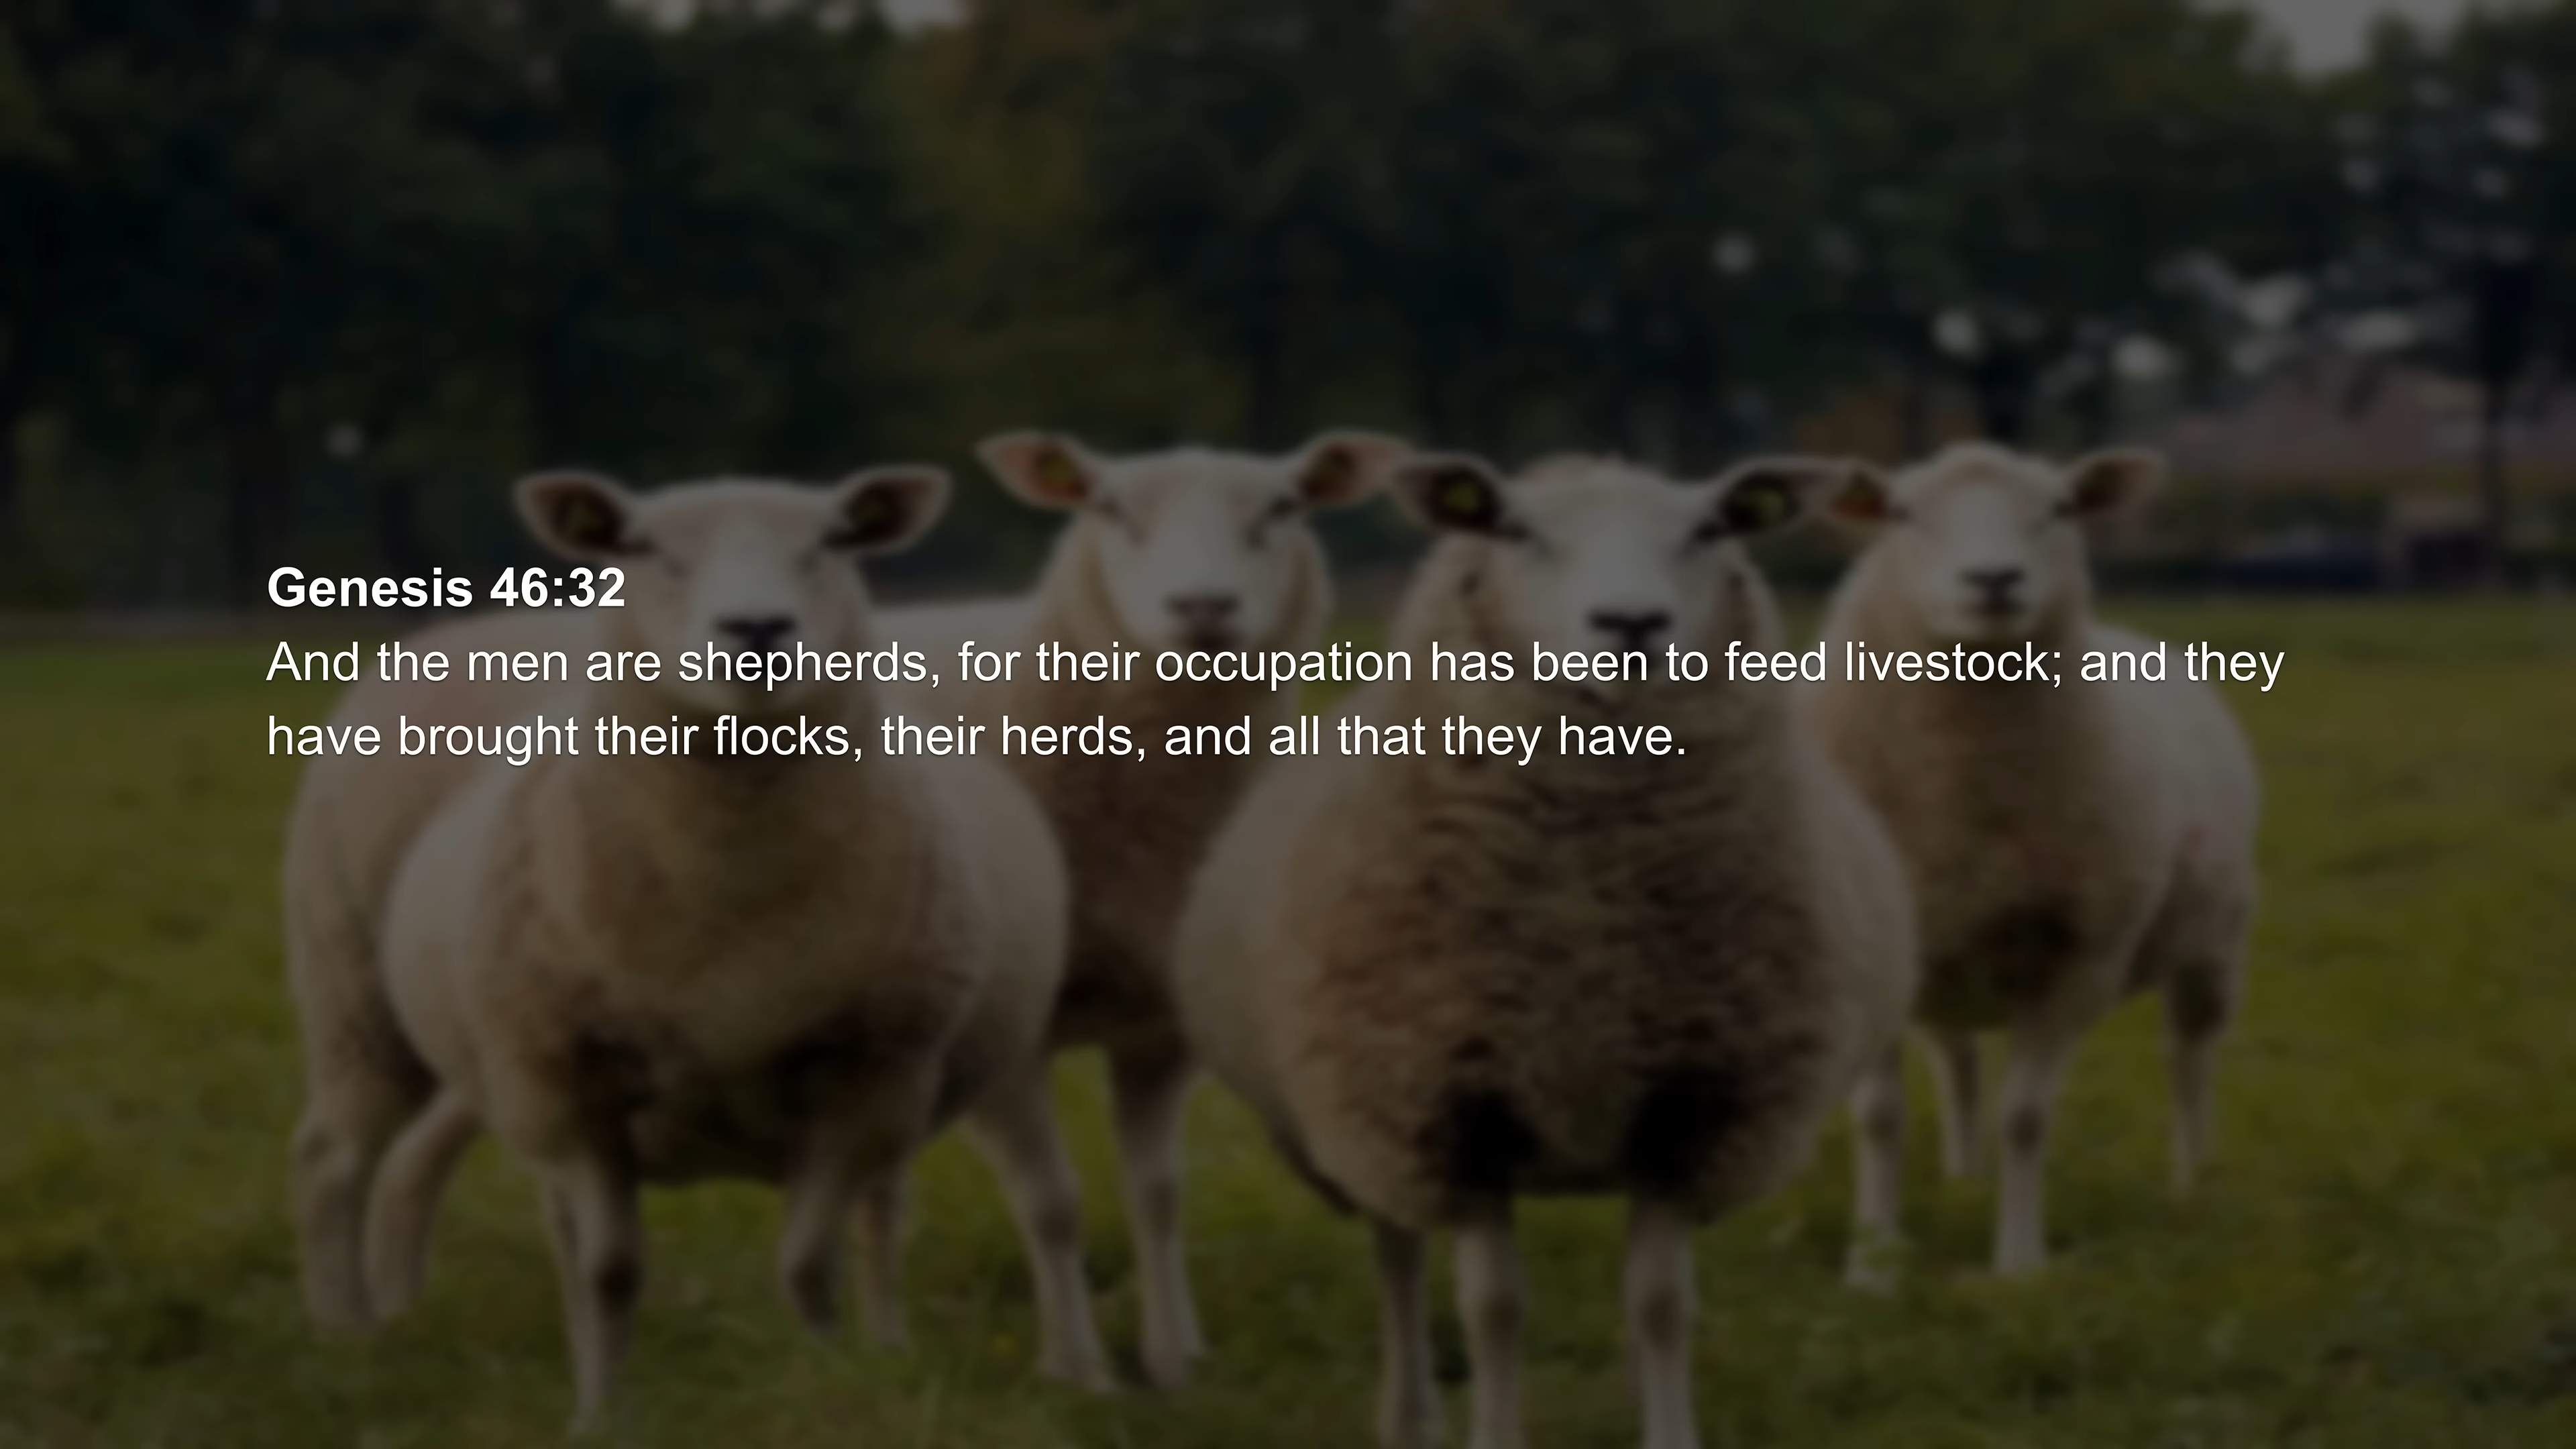 Genesis 46:32
And the men are shepherds, for their occupation has been to feed livestock; and they
have brought their flocks, their herds, and all that they have.